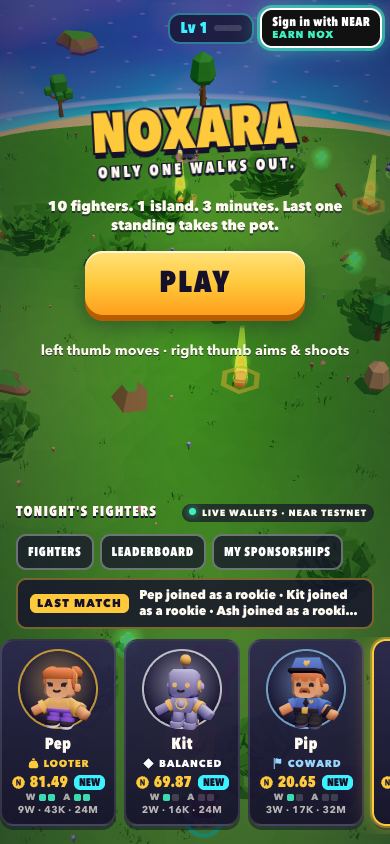 Lv 1
Sign in with NEAR
EARN NOX
NOXARA
ONLY ONE WALKS OUT.
10 fighters. 1 island. 3 minutes. Last one
standing takes the pot.
PLAY
left thumb moves · right thumb aims & shoots
TONIGHT'S FIGHTERS
LIVE WALLETS · NEAR TESTNET
FIGHTERS
LEADERBOARD
MY SPONSORSHIPS
LAST MATCH
Pep joined as a rookie · Kit joined
as a rookie · Ash joined as a rooki...
Pep
LOOTER
N 81.49 NEW
W A
9W · 43K · 24M
Kit
BALANCED
N 69.87 NEW
W A
2W · 16K · 24M
Pip
COWARD
N 20.65 NEW
W A
3W · 17K · 32M
N